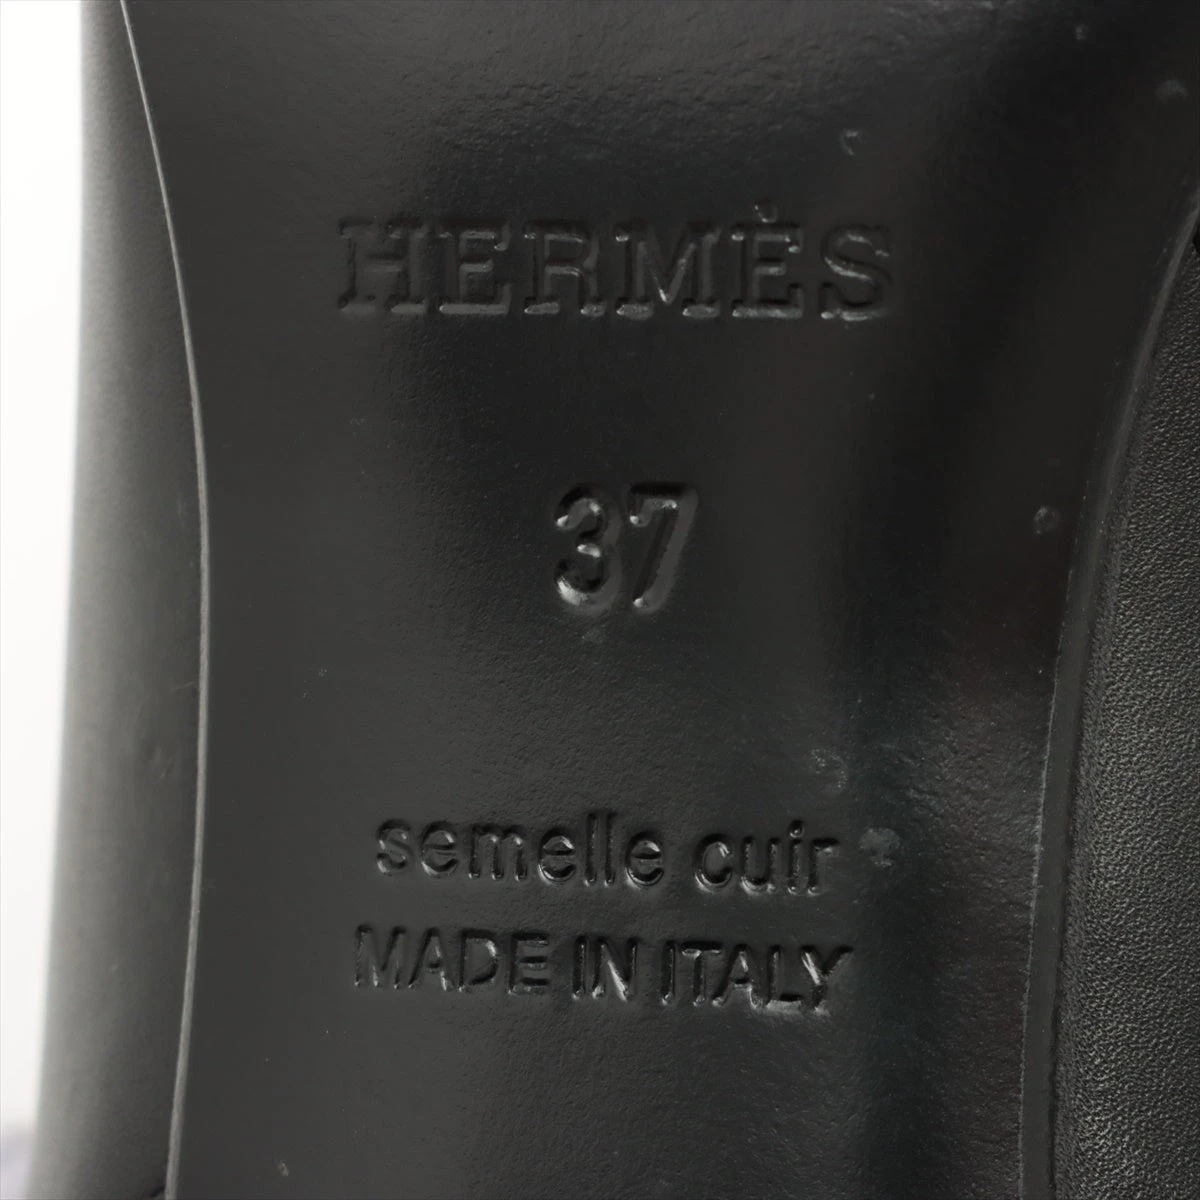 HERMÈS
37
semelle cuir
MADE IN ITALY